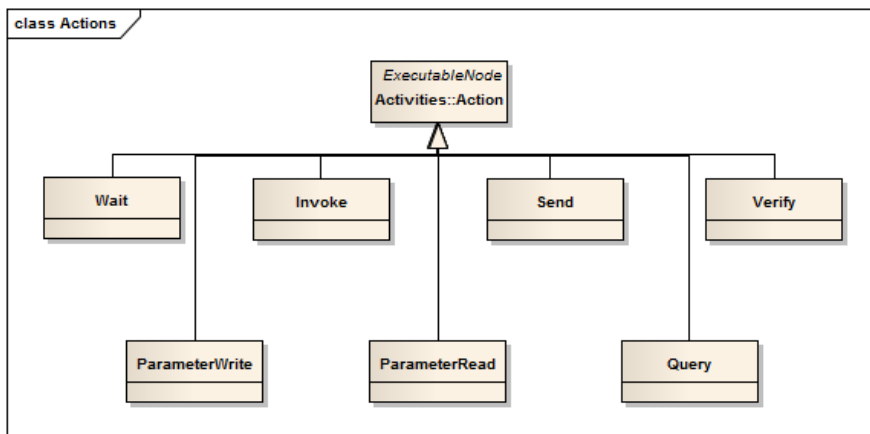 class Actions
ExecutableNode
Activities::Action
Wait
Invoke
Send
Verify
ParameterWrite
ParameterRead
Query